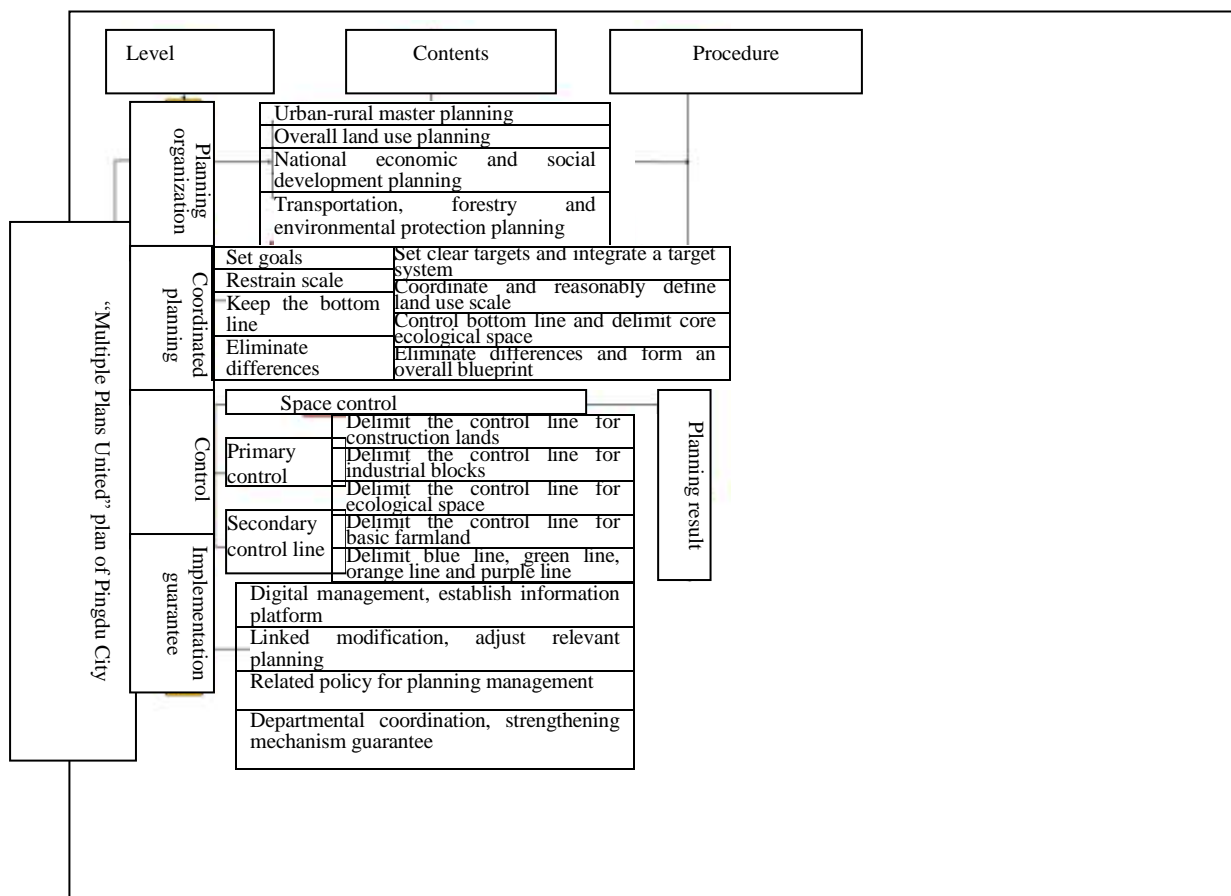 Level
Contents
Procedure
"Multiple Plans United" plan of Pingdu City
Planning
organization
Urban-rural master planning
Overall land use planning
National economic and social
development planning
Transportation, forestry and
environmental protection planning
Coordinated
planning
Set goals
Restrain scale
Keep the bottom
line
Eliminate
differences
Set clear targets and integrate a target
system
Coordinate and reasonably define
land use scale
Control bottom line and delimit core
ecological space
Eliminate differences and form an
overall blueprint
Control
Space control
Primary
control
Secondary
control line
Delimit the control line for
construction lands
Delimit the control line for
industrial blocks
Delimit the control line for
ecological space
Delimit the control line for
basic farmland
Delimit blue line, green line,
orange line and purple line
Planning result
Implementation
guarantee
Digital management, establish information
platform
Linked modification, adjust relevant
planning
Related policy for planning management
Departmental coordination, strengthening
mechanism guarantee